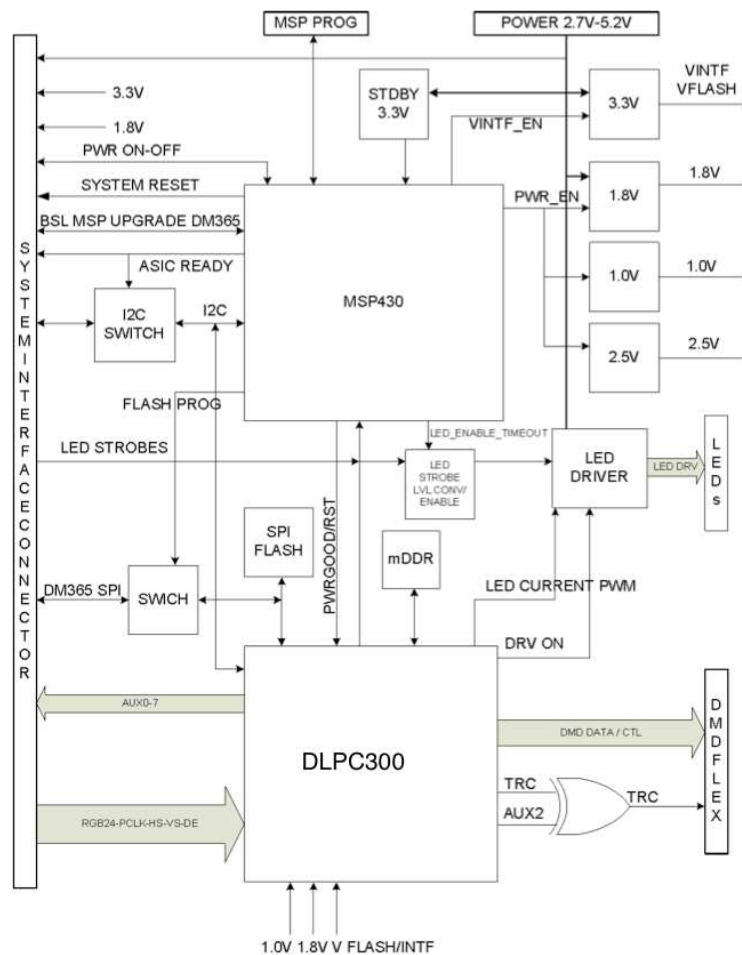 MSP PROG
POWER 2.7V-5.2V
3.3V
1.8V
PWR ON-OFF
SYSTEM RESET
BSL MSP UPGRADE DM365
ASIC READY
I2C
SWITCH
I2C
FLASH PROG
LED STROBES
STDBY
3.3V
VINTF_EN
PWR_EN
MSP430
3.3V
1.8V
1.0V
2.5V
VINTF
VFLASH
1.8V
1.0V
2.5V
SYSTEMINTERFACECONNECTOR
LED_ENABLE_TIMEOUT
LED
STROBE
LVL CONV/
ENABLE
LED
DRIVER
LED DRV
LEDs
SPI
FLASH
PWRGOOD/RST
mDDR
LED CURRENT PWM
DM365 SPI
SWICH
DRV ON
AUX0-7
DLPC300
DMD DATA / CTL
DMDFLEX
TRC
AUX2
TRC
RGB24-PCLK-HS-VS-DE
1.0V 1.8V V FLASH/INTF